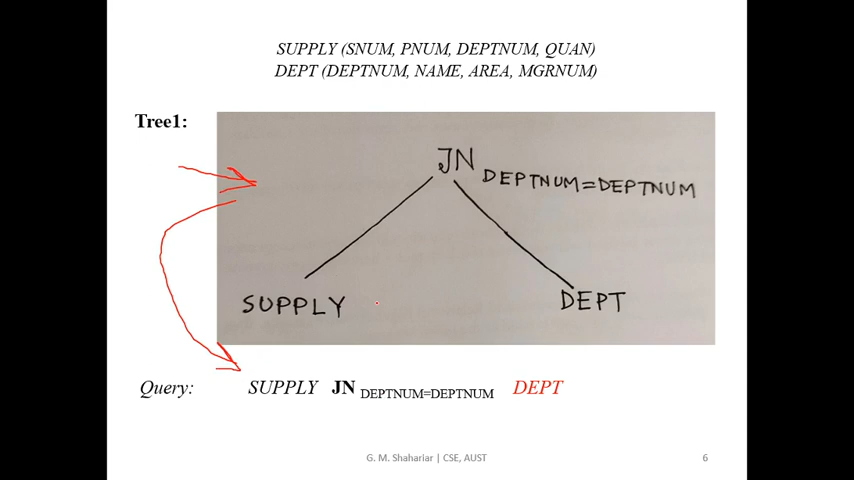 SUPPLY (SNUM, PNUM, DEPTNUM, QUAN)
DEPT (DEPTNUM, NAME, AREA, MGRNUM)
Tree1:
JN DEPTNUM=DEPTNUM
SUPPLY DEPT
Query: SUPPLY JN DEPTNUM=DEPTNUM DEPT
G. M. Shahariar | CSE, AUST 6